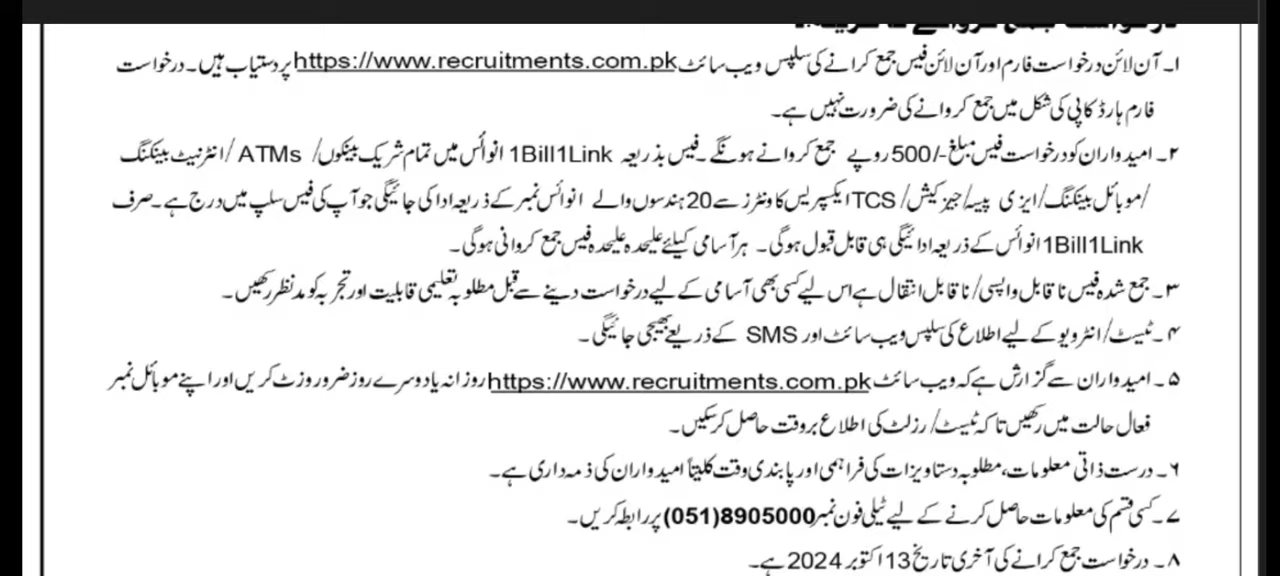 ۱۔ آن لائن درخواست فارم اور آن لائن فیس جمع کرانے کی سلپس ویب سائٹ https://www.recruitments.com.pk پر دستیاب ہیں۔ درخواست
فارم ہارڈ کاپی کی شکل میں جمع کروانے کی ضرورت نہیں ہے۔
۲۔ امیدواران کو درخواست فیس مبلغ -/500 روپے جمع کروانے ہونگے ۔ فیس بذریعہ 1Bill1Link انوائس میں تمام شریک بینکوں/ ATMs /انٹرنیٹ بینکنگ
/موبائل بینکنگ/ایزی پیسہ/جیز کیش/TCS ایکسپریس کاونٹرز سے 20 ہندسوں والے انوائس نمبر کے ذریعہ ادا کی جائیگی جو آپ کی فیس سلپ میں درج ہے ۔ صرف
1Bill1Link انوائس کے ذریعہ ادائیگی ہی قابل قبول ہوگی ۔ ہر آسامی کیلئے علیحدہ علیحدہ فیس جمع کروانی ہوگی ۔
۳۔ جمع شدہ فیس ناقابل واپسی/ ناقابل انتقال ہے اس لیے کسی بھی آسامی کے لیے درخواست دینے سے قبل مطلوبہ تعلیمی قابلیت اور تجربہ کو مدنظر رکھیں ۔
۴۔ ٹیسٹ/انٹرویو کے لیے اطلاع کی سلپس ویب سائٹ اور SMS کے ذریعے بھیجی جائیگی ۔
۵۔ امیدواران سے گزارش ہے کہ ویب سائٹ https://www.recruitments.com.pk روزانہ یا دوسرے روز ضرور وزٹ کریں اور اپنے موبائل نمبر
فعال حالت میں رکھیں تاکہ ٹیسٹ/ رزلٹ کی اطلاع بروقت حاصل کرسکیں ۔
۶۔ درست ذاتی معلومات، مطلوبہ دستاویزات کی فراہمی اور پابندی وقت کلیتاً امیدواران کی ذمہ داری ہے ۔
۷۔ کسی قسم کی معلومات حاصل کرنے کے لیے ٹیلی فون نمبر (051)8905000 پر رابطہ کریں ۔
۸۔ درخواست جمع کرانے کی آخری تاریخ 13 اکتوبر 2024 ہے ۔